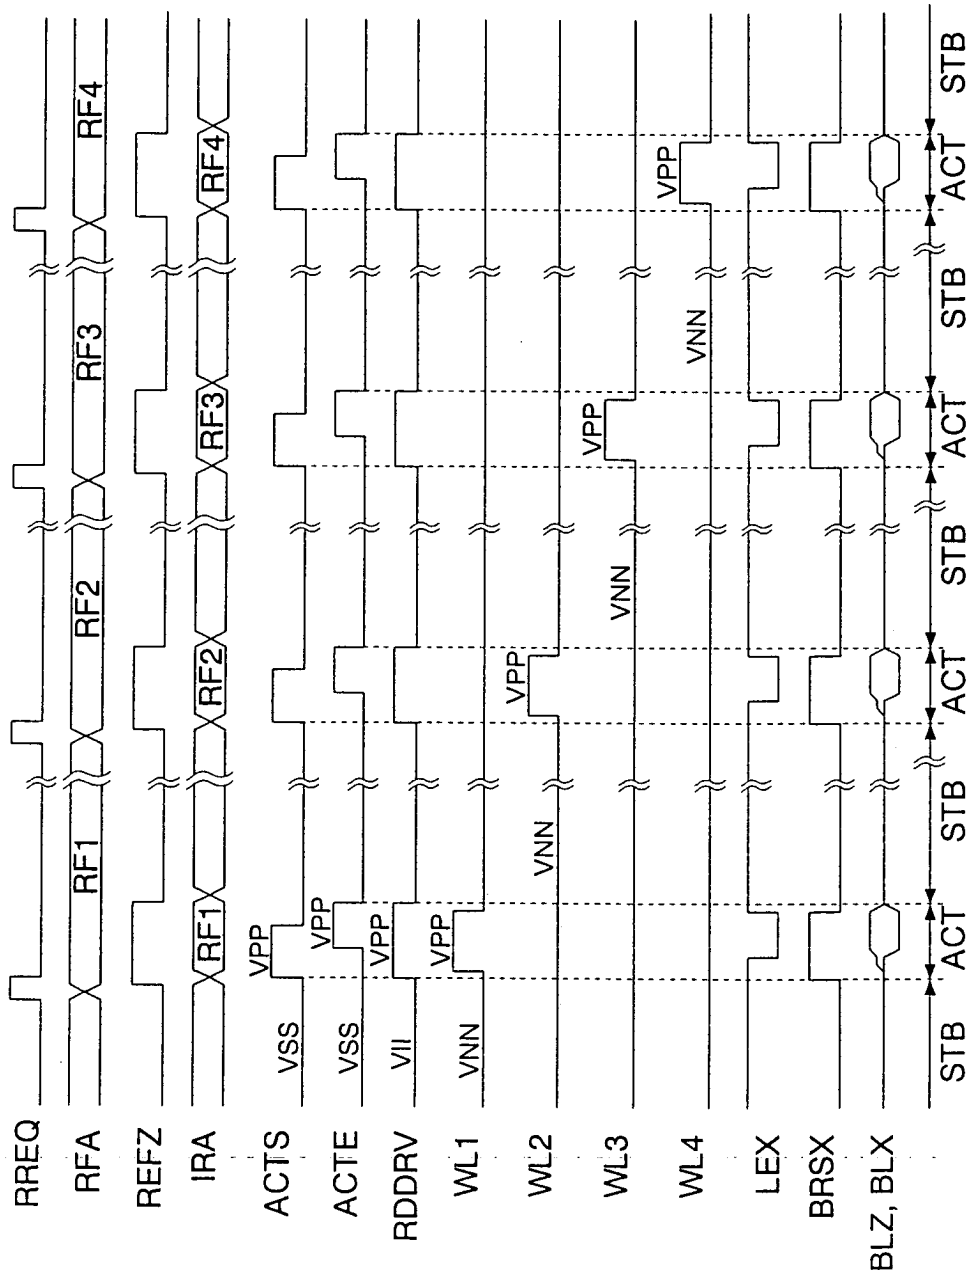 RREQ
RFA RF1 RF2 RF3 RF4
REFZ
IRA RF1 RF2 RF3 RF4
ACTS VSS VPP
ACTE VSS VPP
RDDRV VII VPP
WL1 VNN VPP
WL2 VNN VPP
WL3 VNN VPP
WL4 VNN VPP
LEX
BRSX
BLZ, BLX
STB ACT STB ACT STB ACT STB ACT STB